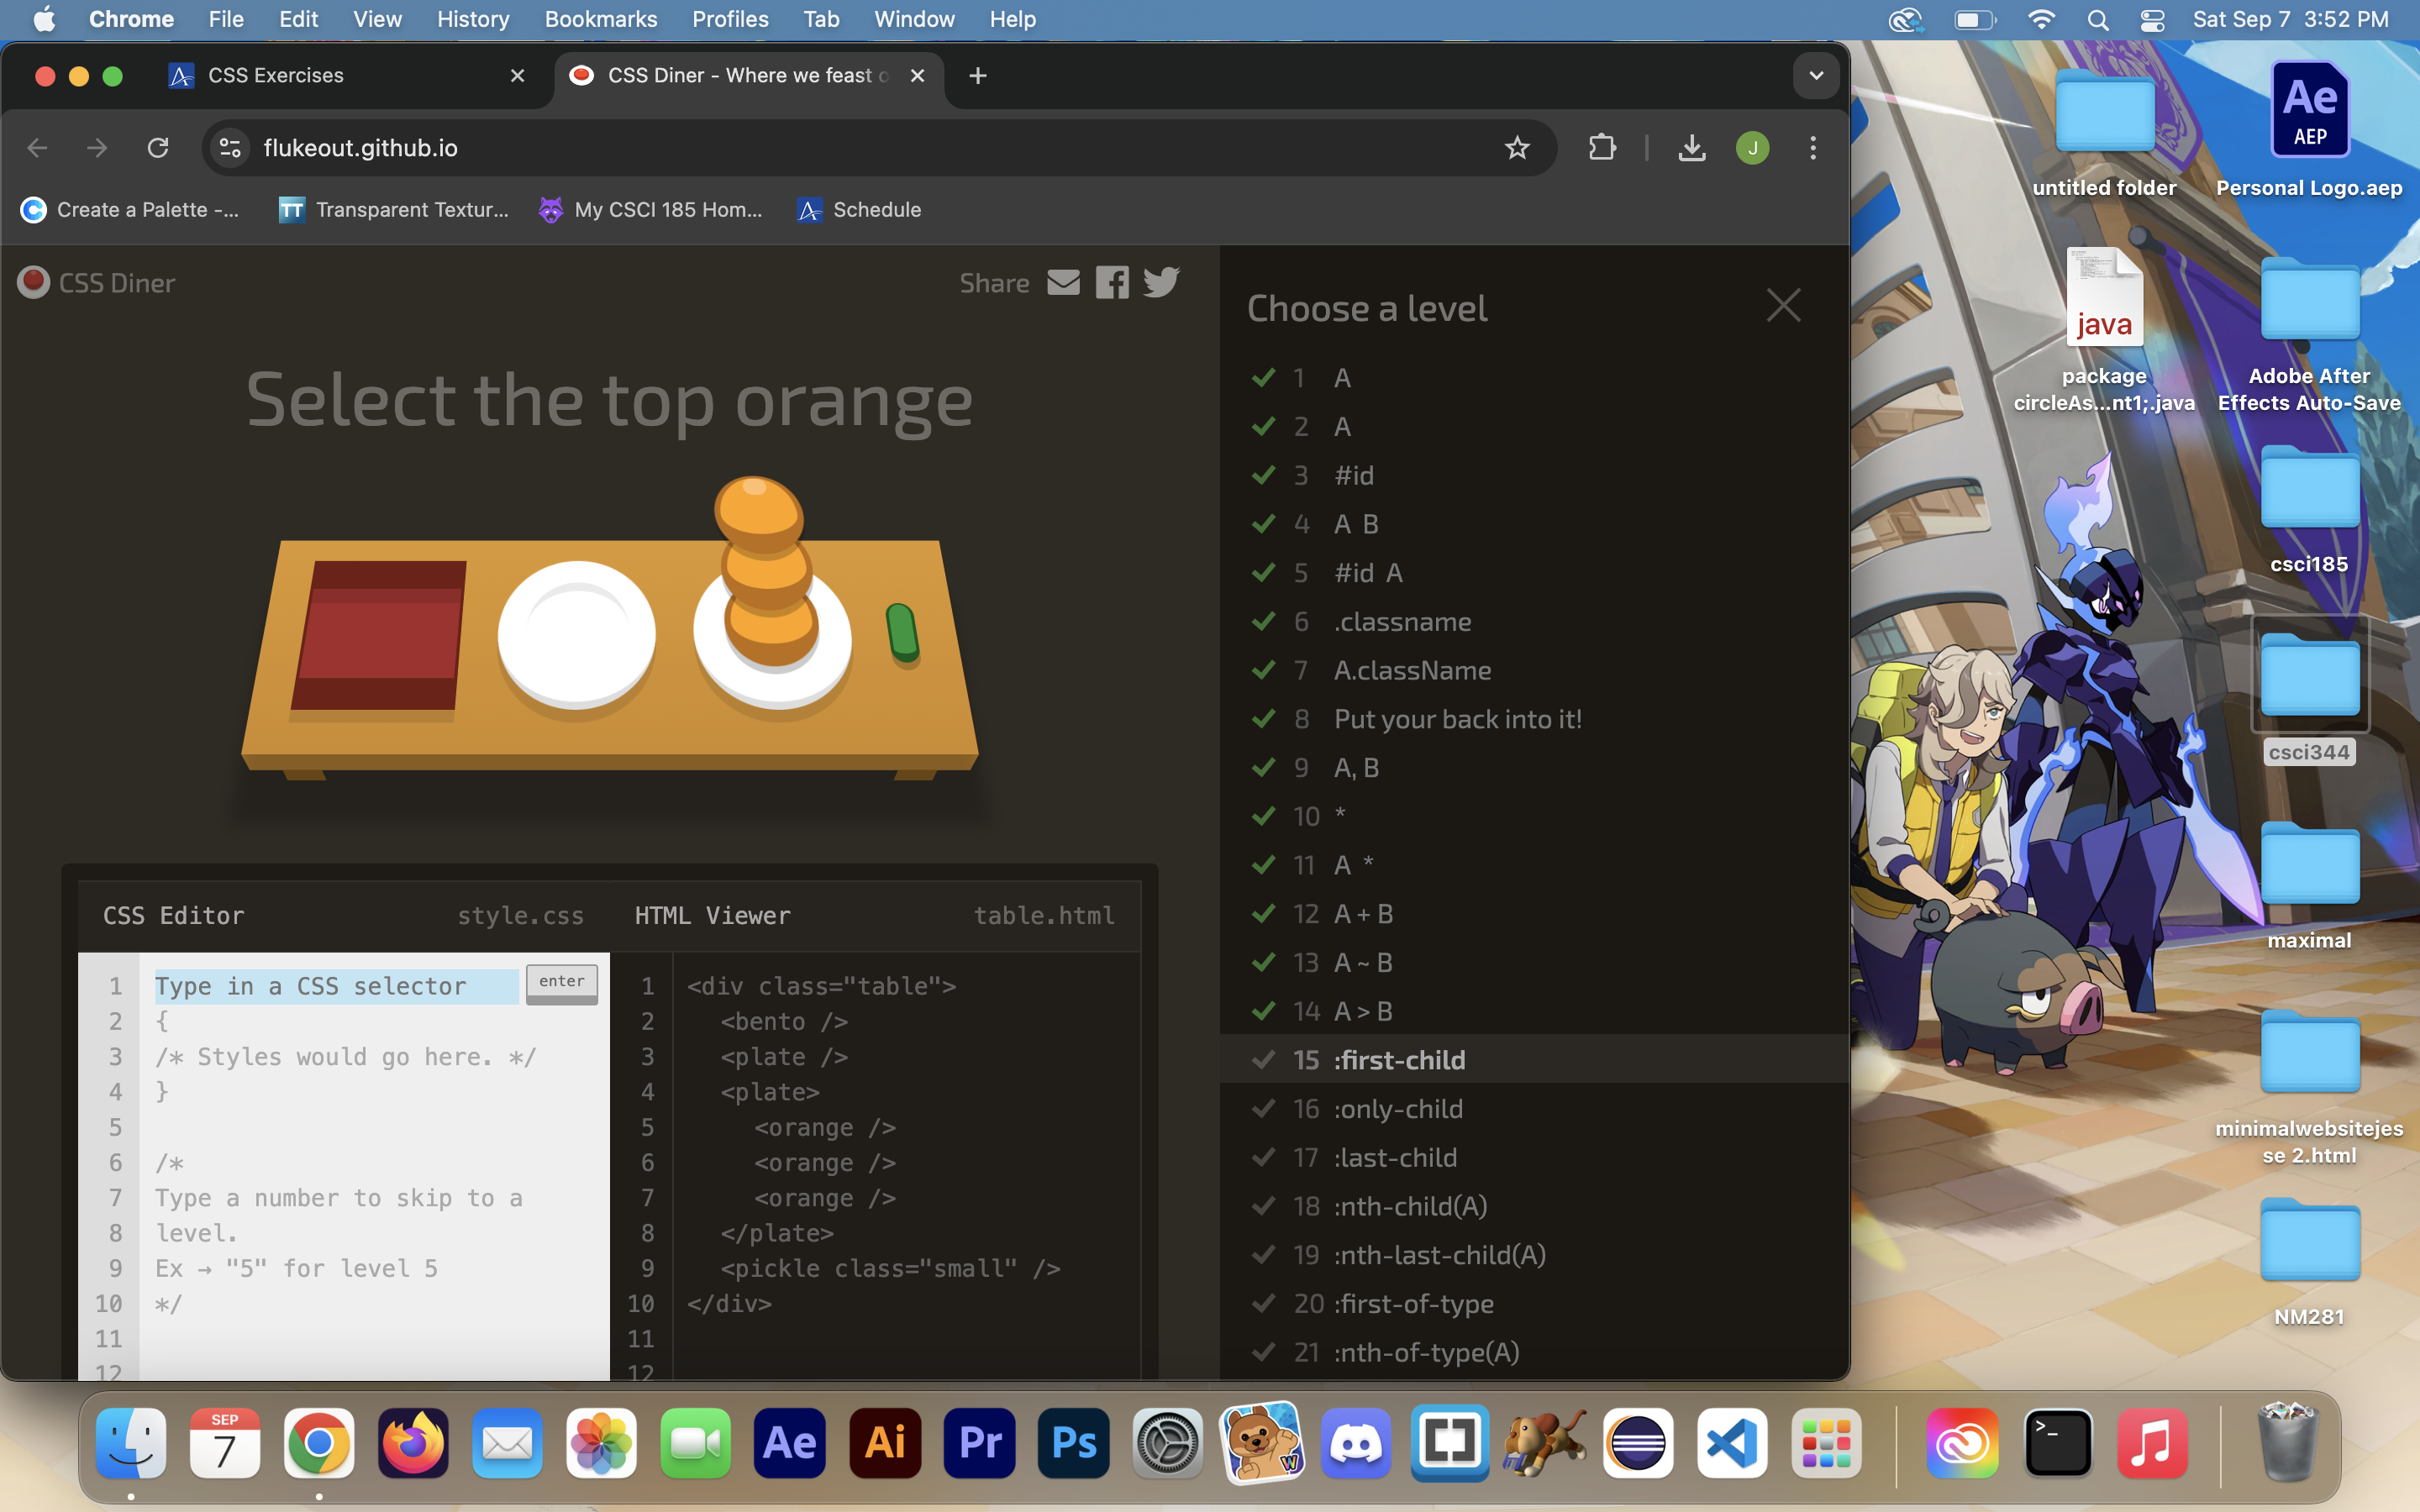 Chrome File Edit View History Bookmarks Profiles Tab Window Help Sat Sep 7 3:52 PM
CSS Exercises
CSS Diner - Where we feast o
flukeout.github.io
J
Create a Palette -...
TT Transparent Textur...
My CSCI 185 Hom...
Schedule
CSS Diner
Share
Select the top orange
CSS Editor style.css
1 Type in a CSS selector enter
2 {
3 /* Styles would go here. */
4 }
5
6 /*
7 Type a number to skip to a
8 level.
9 Ex → "5" for level 5
10 */
11
12
HTML Viewer table.html
1 <div class="table">
2 <bento />
3 <plate />
4 <plate>
5 <orange />
6 <orange />
7 <orange />
8 </plate>
9 <pickle class="small" />
10 </div>
11
12
Choose a level
1 A
2 A
3 #id
4 A B
5 #id A
6 .classname
7 A.className
8 Put your back into it!
9 A, B
10 *
11 A *
12 A + B
13 A ~ B
14 A > B
15 :first-child
16 :only-child
17 :last-child
18 :nth-child(A)
19 :nth-last-child(A)
20 :first-of-type
21 :nth-of-type(A)
untitled folder
Ae
AEP
Personal Logo.aep
java
package
circleAs...nt1;.java
Adobe After
Effects Auto-Save
csci185
csci344
maximal
minimalwebsitejes
se 2.html
NM281
SEP
7
Ae
Ai
Pr
Ps
W
>_